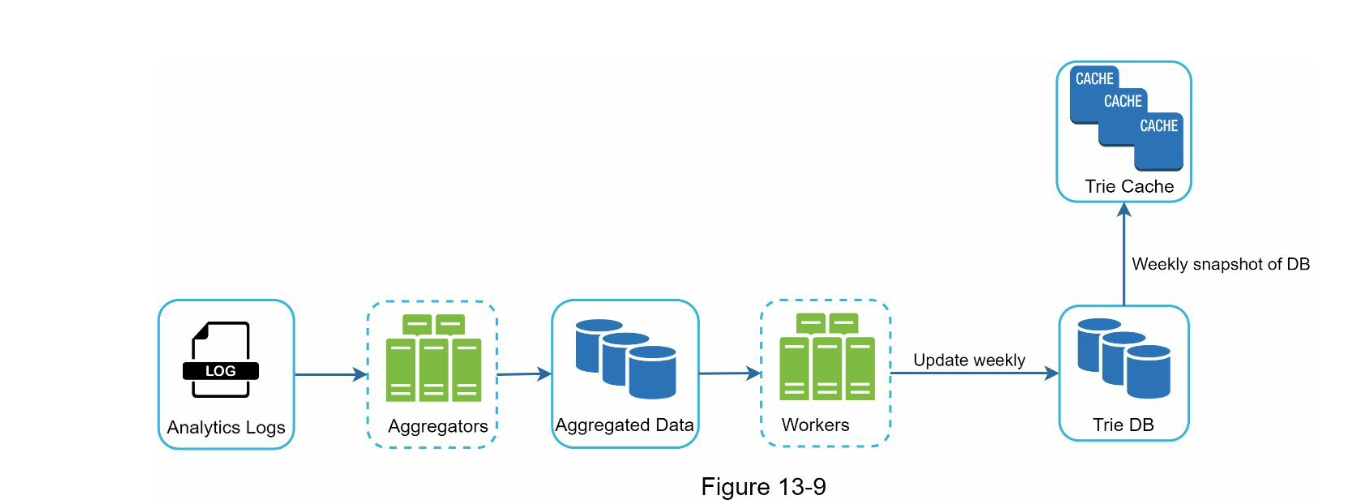 CACHE
CACHE
CACHE
Trie Cache
Weekly snapshot of DB
LOG
Analytics Logs
Aggregators
Aggregated Data
Workers
Update weekly
Trie DB
Figure 13-9